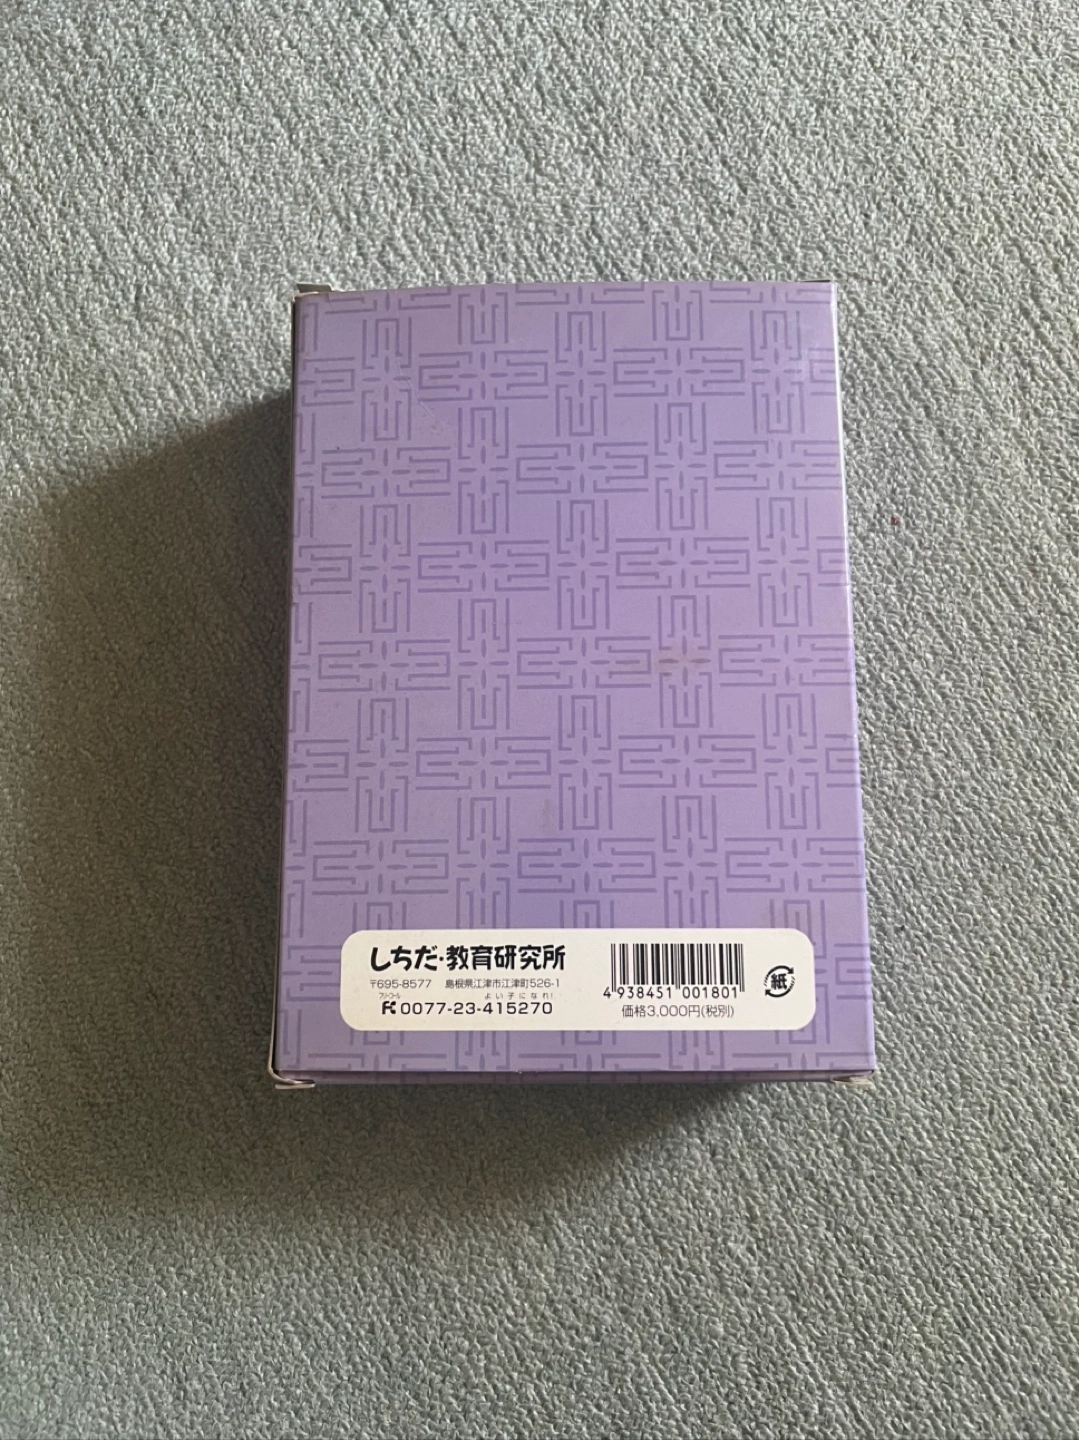 しちだ・教育研究所
〒695-8577 島根県江津市江津町526-1
フリーコール よい子になれ!
FC 0077-23-415270
4 938451 001801
価格3,000円(税別)
紙